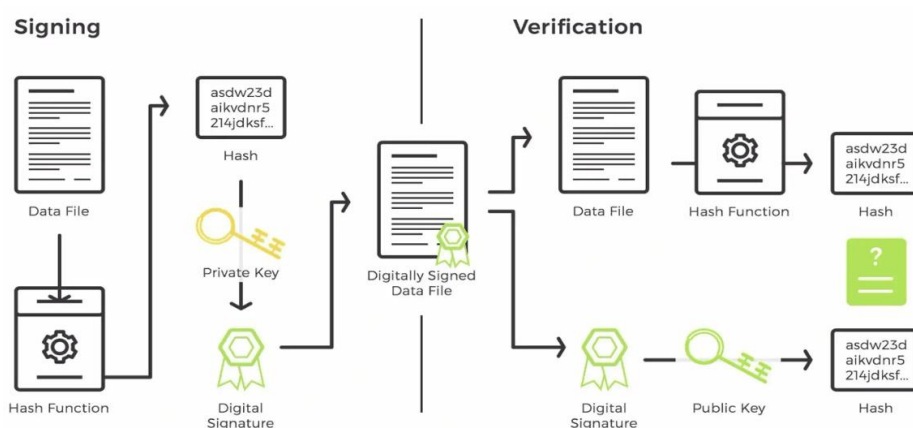 Signing
Data File
Hash Function
asdw23d
aikvdnr5
214jdksf...
Hash
Private Key
Digital
Signature
Digitally Signed
Data File
Verification
Data File
Hash Function
asdw23d
aikvdnr5
214jdksf...
Hash
?
Digital
Signature
Public Key
asdw23d
aikvdnr5
214jdksf...
Hash